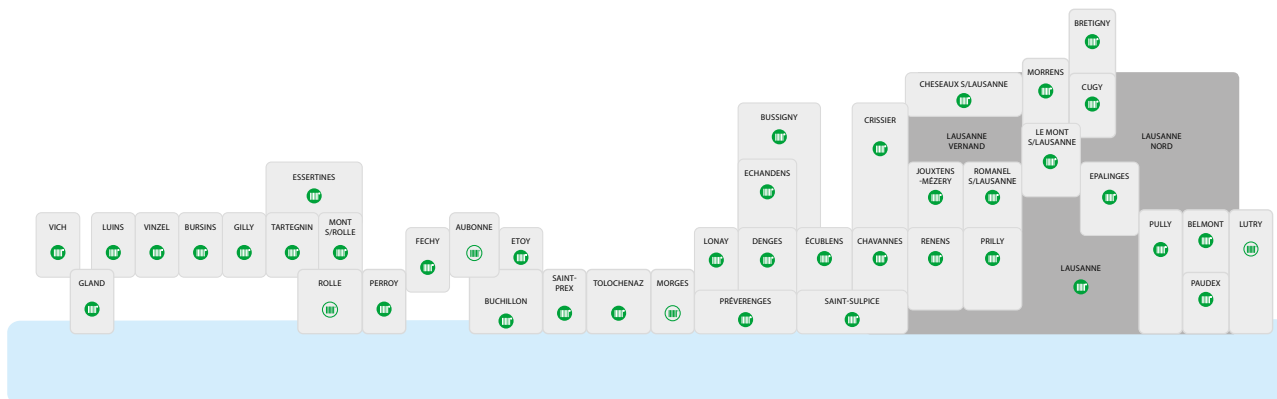 BRETIGNY
MORRENS
CHESEAUX S/LAUSANNE
CUGY
BUSSIGNY
CRISSIER
LAUSANNE
VERNAND
LE MONT
S/LAUSANNE
LAUSANNE
NORD
ECHANDENS
JOUXTENS
-MÉZERY
ROMANEL
S/LAUSANNE
EPALINGES
ESSERTINES
VICH
LUINS
VINZEL
BURSINS
GILLY
TARTEGNIN
MONT
S/ROLLE
FECHY
AUBONNE
ETOY
LONAY
DENGES
ÉCUBLENS
CHAVANNES
RENENS
PRILLY
PULLY
BELMONT
LUTRY
LAUSANNE
GLAND
ROLLE
PERROY
BUCHILLON
SAINT-
PREX
TOLOCHENAZ
MORGES
PRÉVERENGES
SAINT-SULPICE
PAUDEX